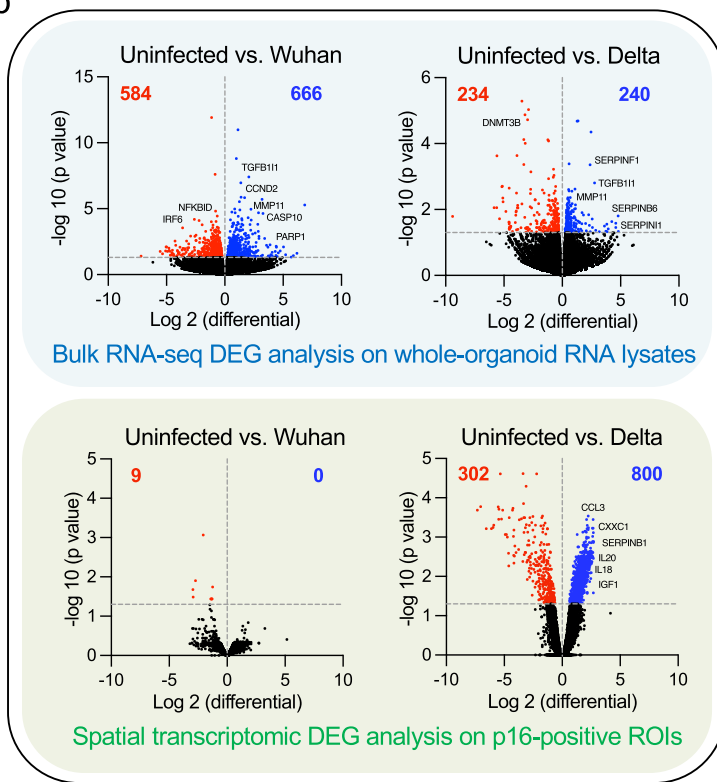 Uninfected vs. Wuhan
584
666
15
10
5
0
-log 10 (p value)
TGFB1I1
CCND2
NFKBID
MMP11
IRF6
CASP10
PARP1
-10
-5
0
5
10
Log 2 (differential)
Uninfected vs. Delta
234
240
6
4
2
0
-log 10 (p value)
DNMT3B
SERPINF1
TGFB1I1
MMP11
SERPINB6
SERPINI1
-10
-5
0
5
10
Log 2 (differential)
Bulk RNA-seq DEG analysis on whole-organoid RNA lysates
Uninfected vs. Wuhan
9
0
5
4
3
2
1
0
-log 10 (p value)
-10
-5
0
5
10
Log 2 (differential)
Uninfected vs. Delta
302
800
5
4
3
2
1
0
-log 10 (p value)
CCL3
CXXC1
SERPINB1
IL20
IL18
IGF1
-10
-5
0
5
10
Log 2 (differential)
Spatial transcriptomic DEG analysis on p16-positive ROIs